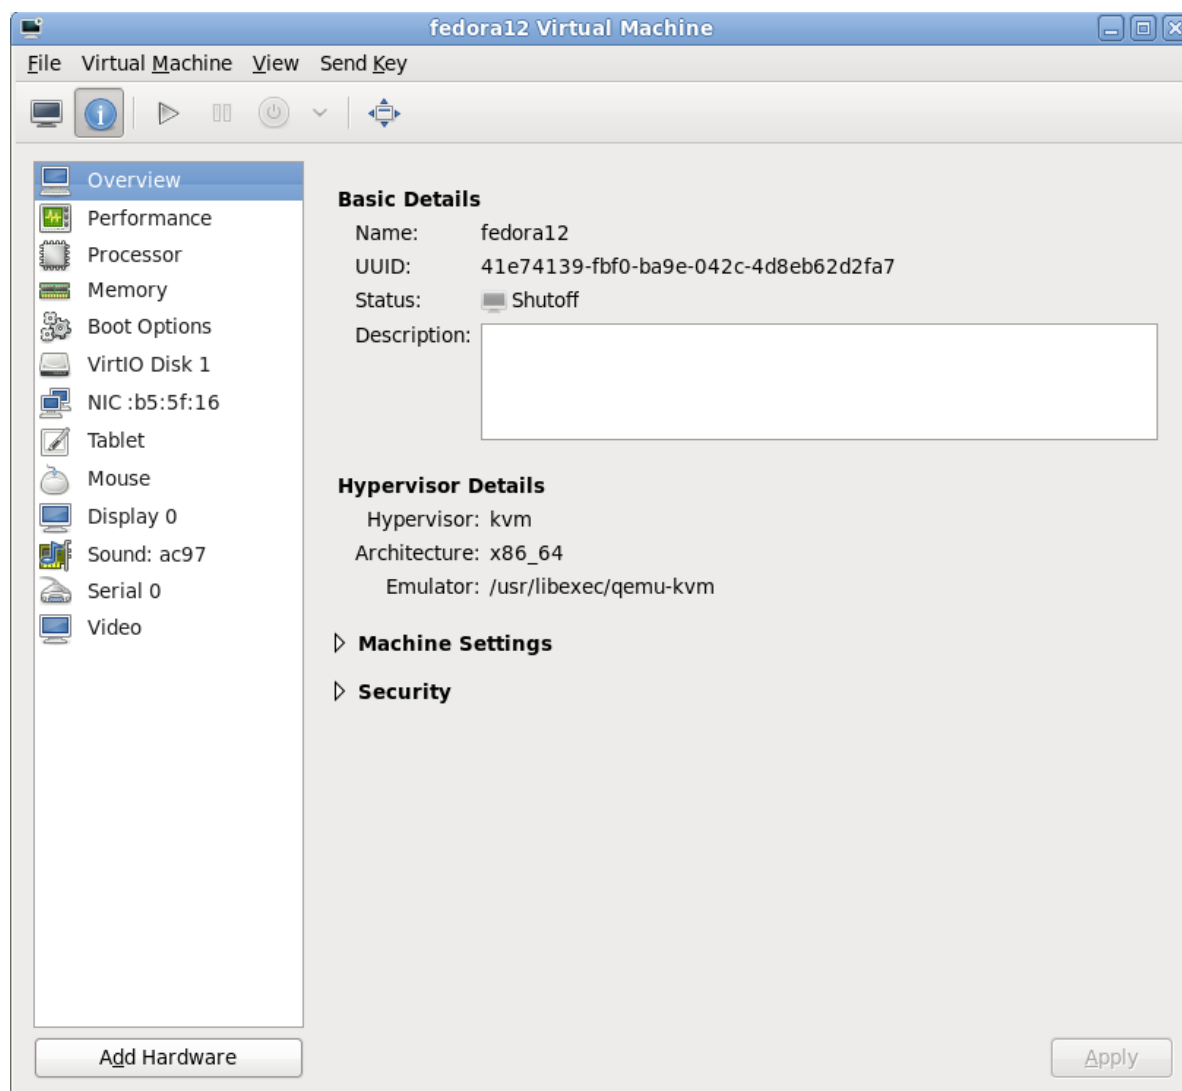 fedora12 Virtual Machine
File Virtual Machine View Send Key
Overview
Performance
Processor
Memory
Boot Options
VirtIO Disk 1
NIC :b5:5f:16
Tablet
Mouse
Display 0
Sound: ac97
Serial 0
Video
Add Hardware
Basic Details
Name: fedora12
UUID: 41e74139-fbf0-ba9e-042c-4d8eb62d2fa7
Status: Shutoff
Description:
Hypervisor Details
Hypervisor: kvm
Architecture: x86_64
Emulator: /usr/libexec/qemu-kvm
Machine Settings
Security
Apply